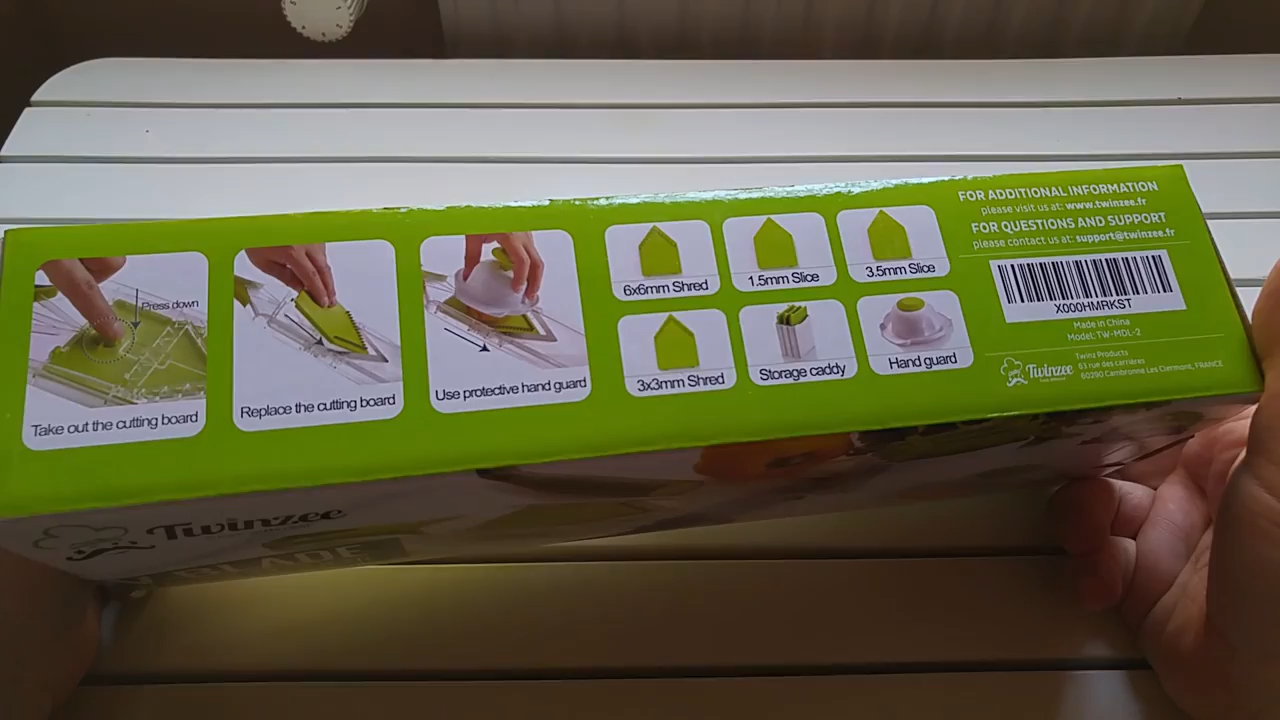 Press down
Take out the cutting board
Replace the cutting board
Use protective hand guard
6x6mm Shred
1.5mm Slice
3.5mm Slice
3x3mm Shred
Storage caddy
Hand guard
FOR ADDITIONAL INFORMATION
please visit us at: www.twinzee.fr
FOR QUESTIONS AND SUPPORT
please contact us at: support@twinzee.fr
X000HMRKST
Made in China
Model: TW-MDL-2
Twinzee
Twinz Products
63 rue des carrières
60290 Cambronne Les Clermont, FRANCE
Twinzee
V BLADE